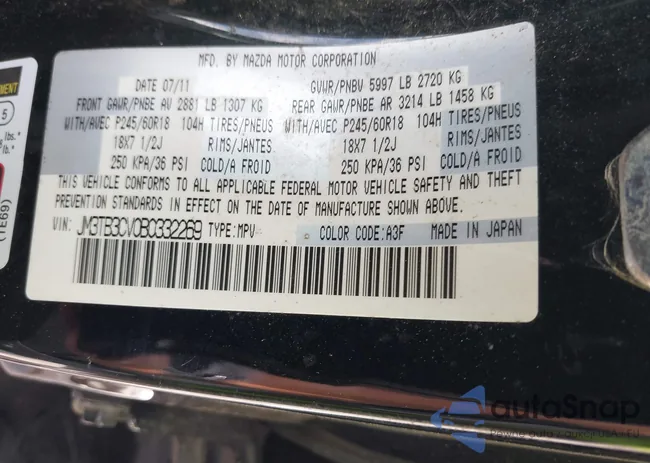 MFD. BY MAZDA MOTOR CORPORATION
DATE 07/11 GVWR/PNBV 5997 LB 2720 KG
FRONT GAWR/PNBE AV 2881 LB 1307 KG REAR GAWR/PNBE AR 3214 LB 1458 KG
WITH/AVEC P245/60R18 104H TIRES/PNEUS WITH/AVEC P245/60R18 104H TIRES/PNEUS
18X7 1/2J RIMS/JANTES 18X7 1/2J RIMS/JANTES
250 KPA/36 PSI COLD/A FROID 250 KPA/36 PSI COLD/A FROID
THIS VEHICLE CONFORMS TO ALL APPLICABLE FEDERAL MOTOR VEHICLE SAFETY AND THEFT
PREVENTION STANDARDS IN EFFECT ON THE DATE OF MANUFACTURE SHOWN ABOVE.
VIN: JM3TB3CV0B0332269 TYPE:MPV COLOR CODE:A3F MADE IN JAPAN
5
lbs.*
lb.*
(TE69)
autoSnap